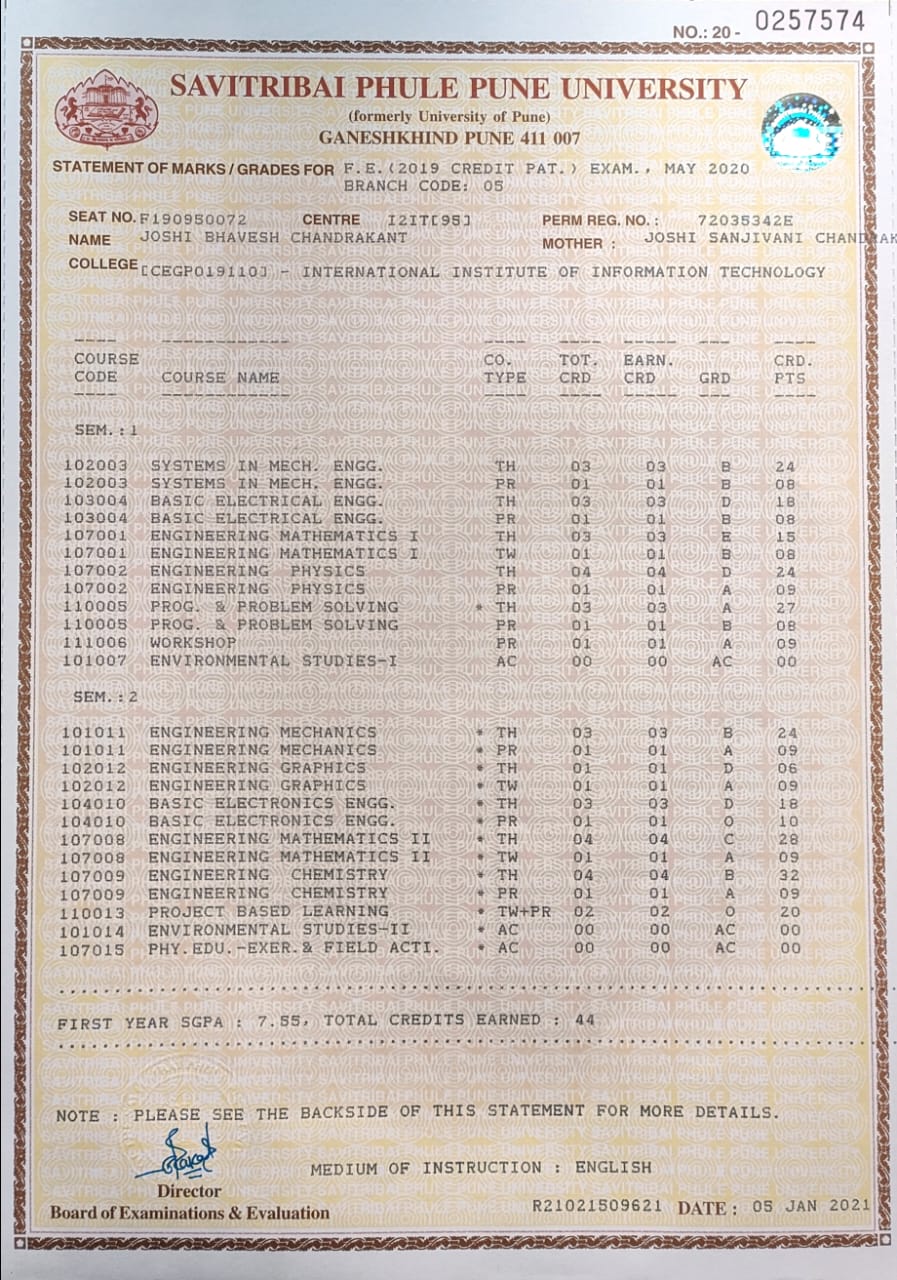 NO.: 20 - 0257574
SAVITRIBAI PHULE PUNE UNIVERSITY
(formerly University of Pune)
GANESHKHIND PUNE 411 007
STATEMENT OF MARKS / GRADES FOR F.E.(2019 CREDIT PAT.) EXAM., MAY 2020
BRANCH CODE: 05
SEAT NO. F190950072 CENTRE I2IT[95] PERM REG. NO. : 72035342E
NAME JOSHI BHAVESH CHANDRAKANT MOTHER : JOSHI SANJIVANI CHANDRAK
COLLEGE [CEGP019110] - INTERNATIONAL INSTITUTE OF INFORMATION TECHNOLOGY
COURSE CO. TOT. EARN. CRD.
CODE COURSE NAME TYPE CRD CRD GRD PTS
SEM.:1
102003 SYSTEMS IN MECH. ENGG. TH 03 03 B 24
102003 SYSTEMS IN MECH. ENGG. PR 01 01 B 08
103004 BASIC ELECTRICAL ENGG. TH 03 03 D 18
103004 BASIC ELECTRICAL ENGG. PR 01 01 B 08
107001 ENGINEERING MATHEMATICS I TH 03 03 E 15
107001 ENGINEERING MATHEMATICS I TW 01 01 B 08
107002 ENGINEERING PHYSICS TH 04 04 D 24
107002 ENGINEERING PHYSICS PR 01 01 A 09
110005 PROG. & PROBLEM SOLVING * TH 03 03 A 27
110005 PROG. & PROBLEM SOLVING PR 01 01 B 08
111006 WORKSHOP PR 01 01 A 09
101007 ENVIRONMENTAL STUDIES-I AC 00 00 AC 00
SEM.:2
101011 ENGINEERING MECHANICS * TH 03 03 B 24
101011 ENGINEERING MECHANICS * PR 01 01 A 09
102012 ENGINEERING GRAPHICS * TH 01 01 D 06
102012 ENGINEERING GRAPHICS * TW 01 01 A 09
104010 BASIC ELECTRONICS ENGG. * TH 03 03 D 18
104010 BASIC ELECTRONICS ENGG. * PR 01 01 O 10
107008 ENGINEERING MATHEMATICS II * TH 04 04 C 28
107008 ENGINEERING MATHEMATICS II * TW 01 01 A 09
107009 ENGINEERING CHEMISTRY * TH 04 04 B 32
107009 ENGINEERING CHEMISTRY * PR 01 01 A 09
110013 PROJECT BASED LEARNING * TW+PR 02 02 O 20
101014 ENVIRONMENTAL STUDIES-II * AC 00 00 AC 00
107015 PHY.EDU.-EXER.& FIELD ACTI. * AC 00 00 AC 00
FIRST YEAR SGPA : 7.55, TOTAL CREDITS EARNED : 44
NOTE : PLEASE SEE THE BACKSIDE OF THIS STATEMENT FOR MORE DETAILS.
MEDIUM OF INSTRUCTION : ENGLISH
Director
Board of Examinations & Evaluation R21021509621 DATE : 05 JAN 2021